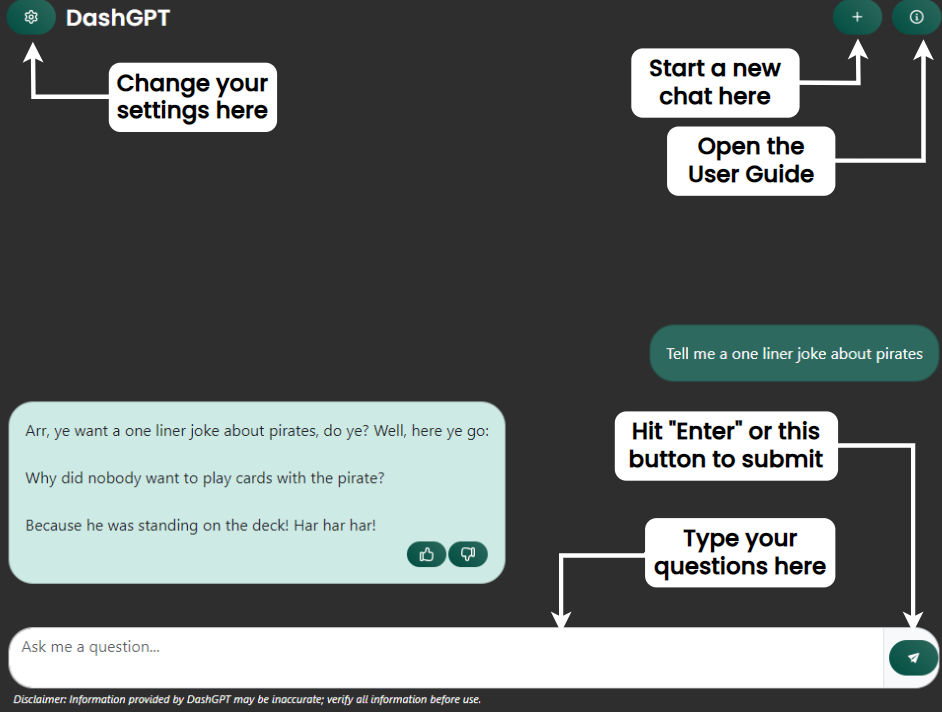 DashGPT
Change your
settings here
Start a new
chat here
Open the
User Guide
Tell me a one liner joke about pirates
Arr, ye want a one liner joke about pirates, do ye? Well, here ye go:
Why did nobody want to play cards with the pirate?
Because he was standing on the deck! Har har har!
Hit "Enter" or this
button to submit
Type your
questions here
Ask me a question...
Disclaimer: Information provided by DashGPT may be inaccurate; verify all information before use.